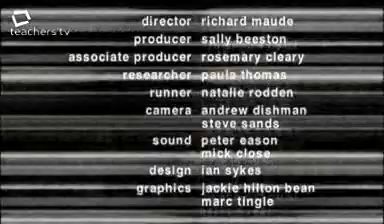 teachers'tv
director richard maude
producer sally beeston
associate producer rosemary cleary
researcher paula thomas
runner natalie rodden
camera andrew dishman
steve sands
sound peter eason
mick close
design ian sykes
graphics jackie hilton bean
marc tingle